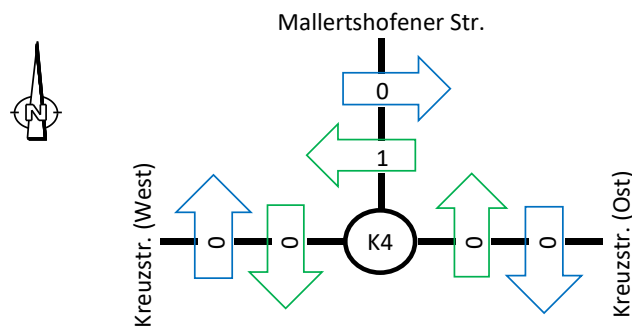 Mallertshofener Str.
0
N
1
Kreuzstr. (West)
0
0
K4
0
0
Kreuzstr. (Ost)